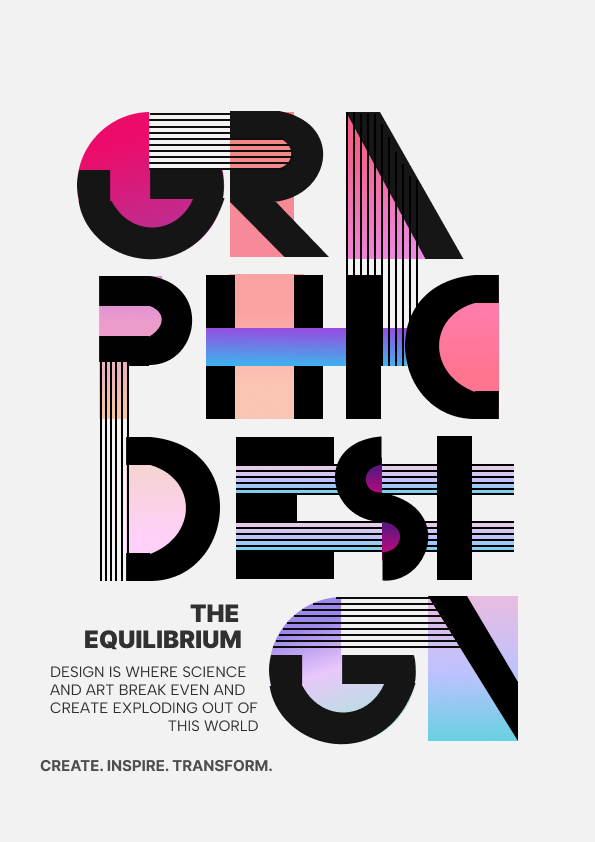 GRA
PHIC
DESI
GN
THE
EQUILIBRIUM
DESIGN IS WHERE SCIENCE
AND ART BREAK EVEN AND
CREATE EXPLODING OUT OF
THIS WORLD
CREATE. INSPIRE. TRANSFORM.